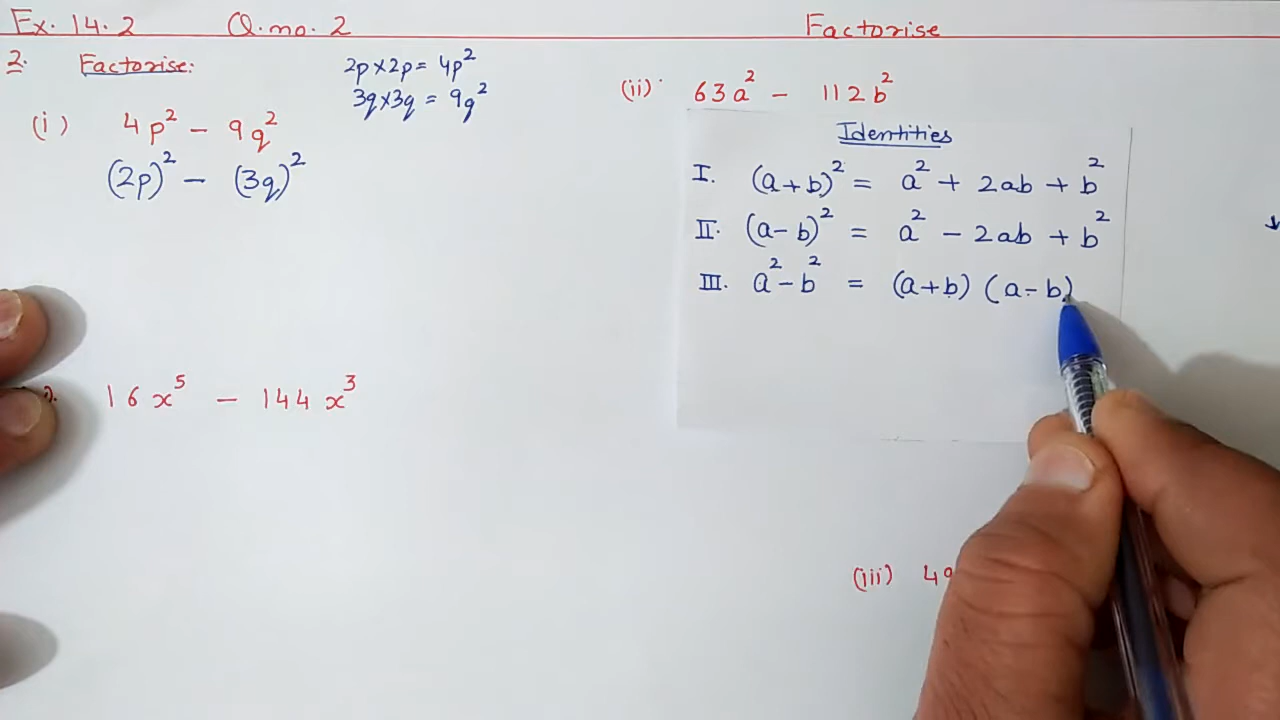 Ex. 14.2 Q.no. 2 Factorise
2. Factorise:
2p×2p = 4p²
3q×3q = 9q²
(i) 4p² - 9q²
(2p)² - (3q)²
16x⁵ - 144x³
(ii) 63a² - 112b²
Identities
I. (a+b)² = a² + 2ab + b²
II. (a-b)² = a² - 2ab + b²
III. a² - b² = (a+b) (a-b)
(iii)